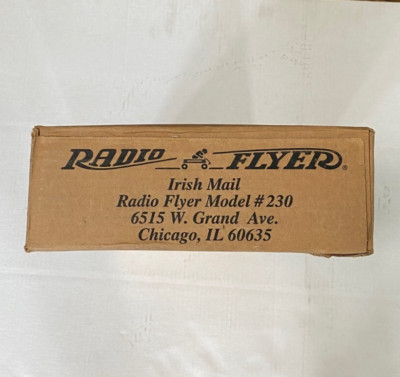 RADIO FLYER®
Irish Mail
Radio Flyer Model #230
6515 W. Grand Ave.
Chicago, IL 60635